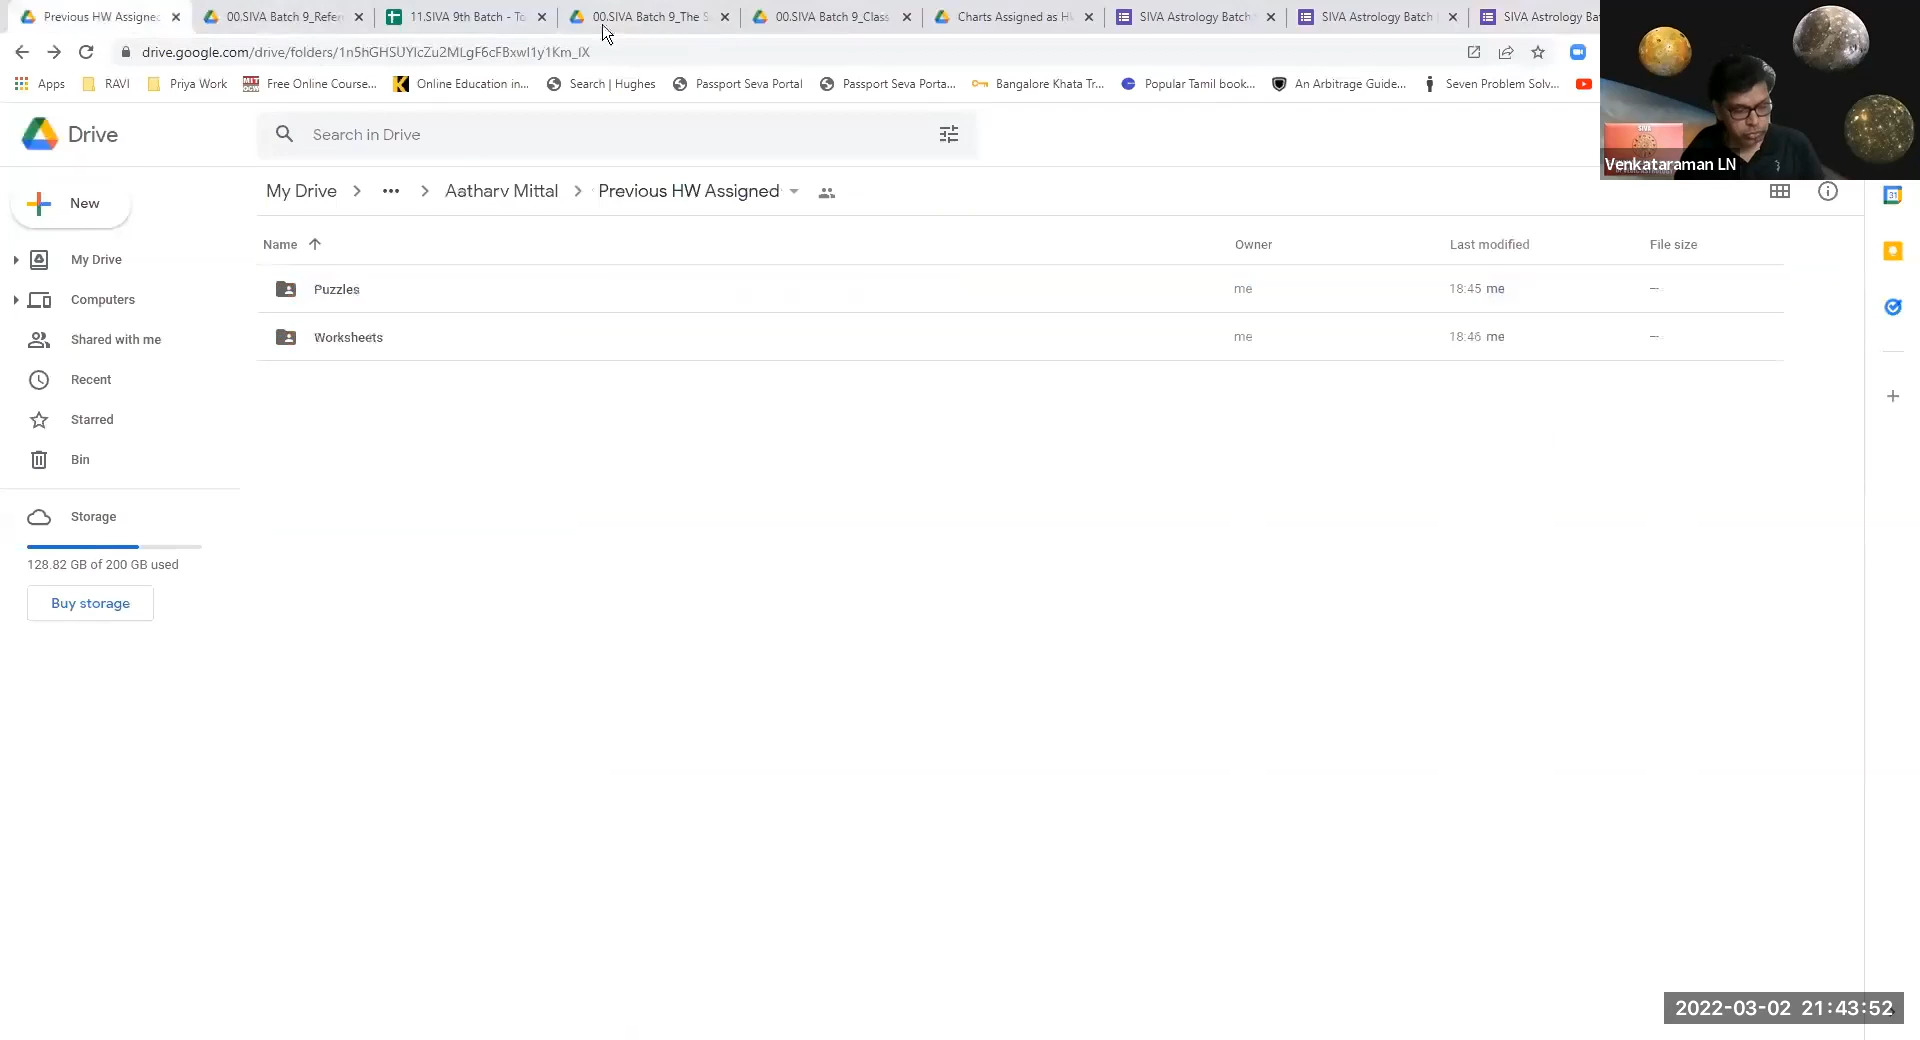 Previous HW Assigned
00.SIVA Batch 9_Refer
11.SIVA 9th Batch - To
00.SIVA Batch 9_The S
00.SIVA Batch 9_Class
Charts Assigned as H
SIVA Astrology Batch
SIVA Astrology Batch
SIVA Astrology Ba
drive.google.com/drive/folders/1n5hGHSUYIcZu2MLgF6cFBxwI1y1Km_IX
Apps
RAVI
Priya Work
Free Online Course...
Online Education in...
Search | Hughes
Passport Seva Portal
Passport Seva Porta...
Bangalore Khata Tr...
Popular Tamil book...
An Arbitrage Guide...
Seven Problem Solv...
Drive
Search in Drive
SIVA
Venkataraman LN
My Drive > ••• > Aatharv Mittal > Previous HW Assigned
New
Name Owner Last modified File size
My Drive
Puzzles me 18:45 me —
Computers
Worksheets me 18:46 me —
Shared with me
Recent
Starred
Bin
Storage
128.82 GB of 200 GB used
Buy storage
31
2022-03-02 21:43:52